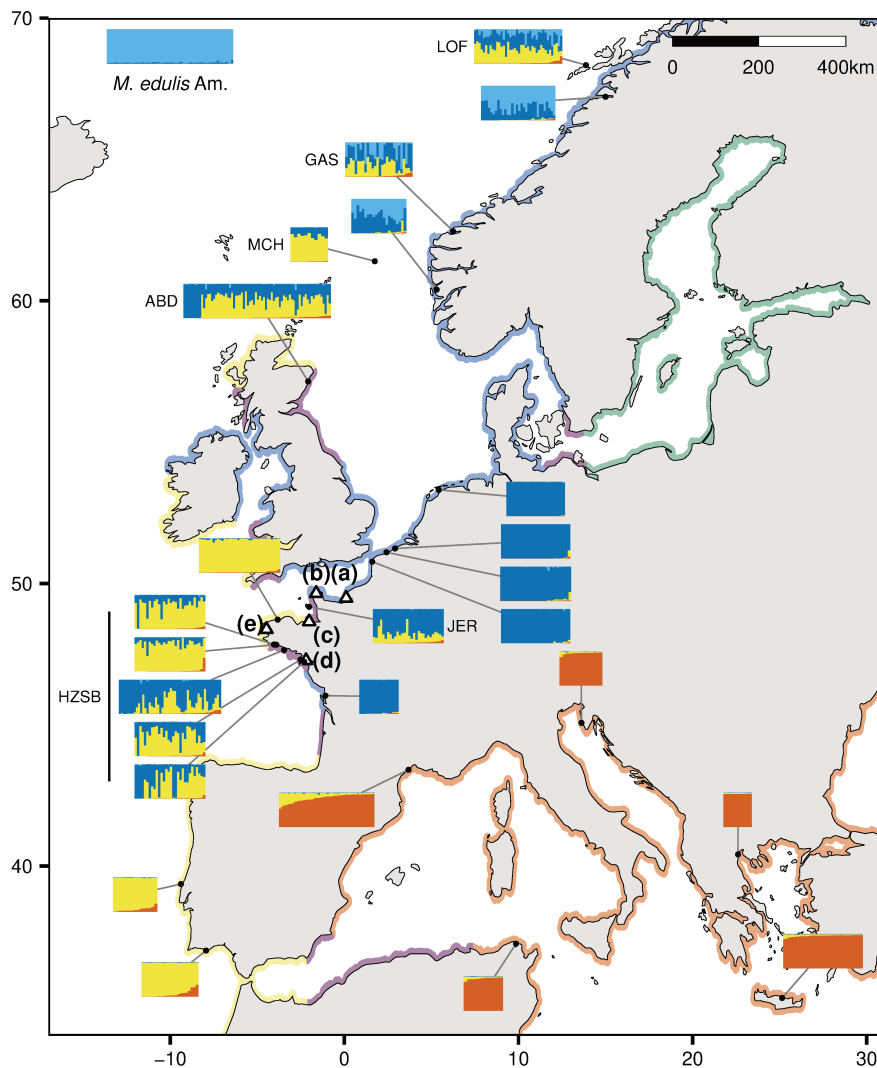 70
LOF
0
200
400km
M. edulis Am.
GAS
MCH
60
ABD
50
(b)
(a)
(e)
(c)
JER
(d)
HZSB
40
−10
0
10
20
30